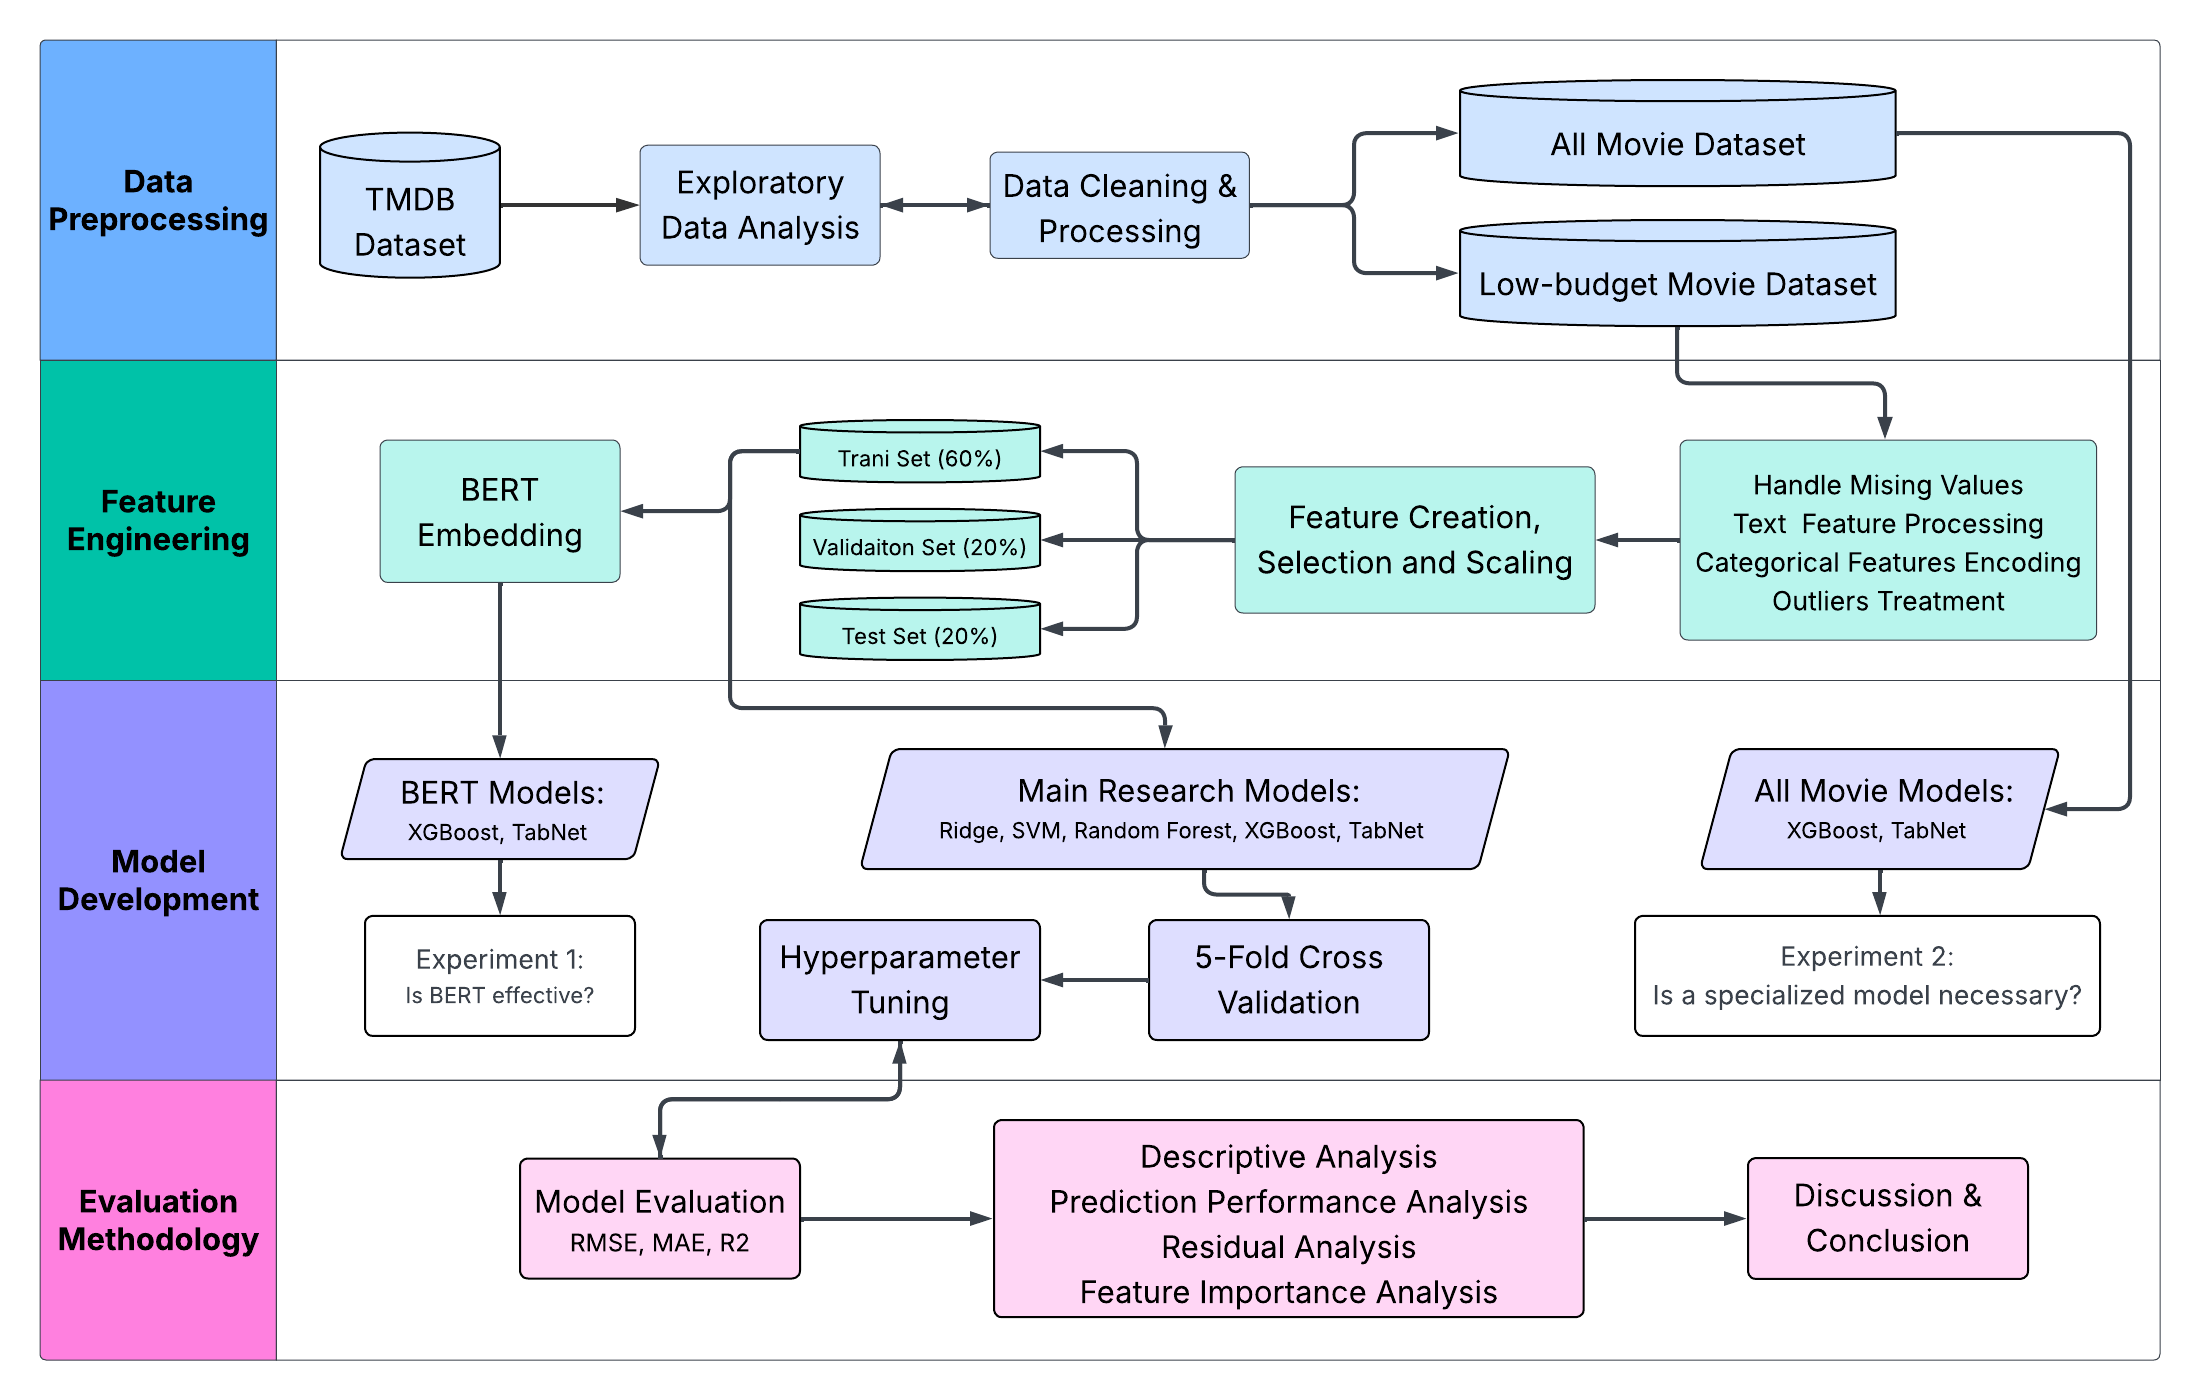 Data
Preprocessing
TMDB
Dataset
Exploratory
Data Analysis
Data Cleaning &
Processing
All Movie Dataset
Low-budget Movie Dataset
Feature
Engineering
BERT
Embedding
Trani Set (60%)
Validaiton Set (20%)
Test Set (20%)
Feature Creation,
Selection and Scaling
Handle Mising Values
Text  Feature Processing
Categorical Features Encoding
Outliers Treatment
Model
Development
BERT Models:
XGBoost, TabNet
Main Research Models:
Ridge, SVM, Random Forest, XGBoost, TabNet
All Movie Models:
XGBoost, TabNet
Experiment 1:
Is BERT effective?
Hyperparameter
Tuning
5-Fold Cross
Validation
Experiment 2:
Is a specialized model necessary?
Evaluation
Methodology
Model Evaluation
RMSE, MAE, R2
Descriptive Analysis
Prediction Performance Analysis
Residual Analysis
Feature Importance Analysis
Discussion &
Conclusion